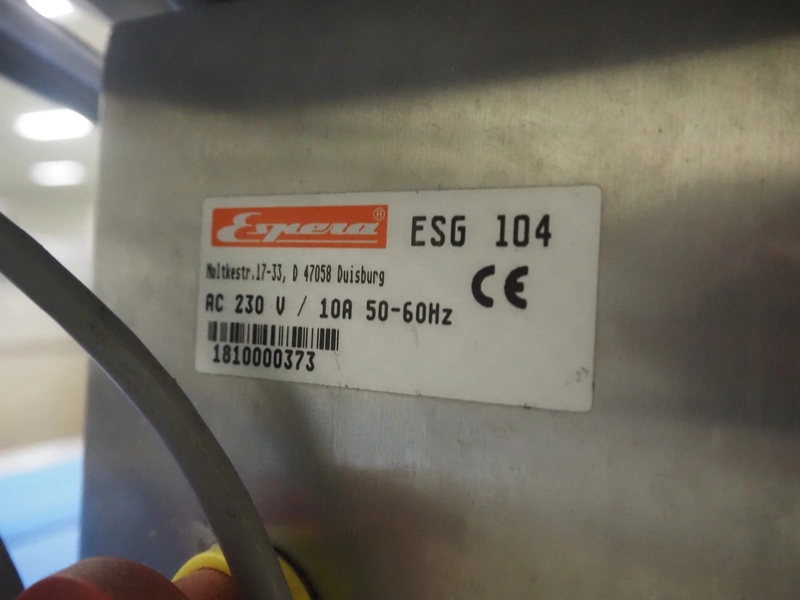 Espera® ESG 104
Moltkestr.17-33, D 47058 Duisburg
CE
AC 230 V / 10A 50-60Hz
1810000373